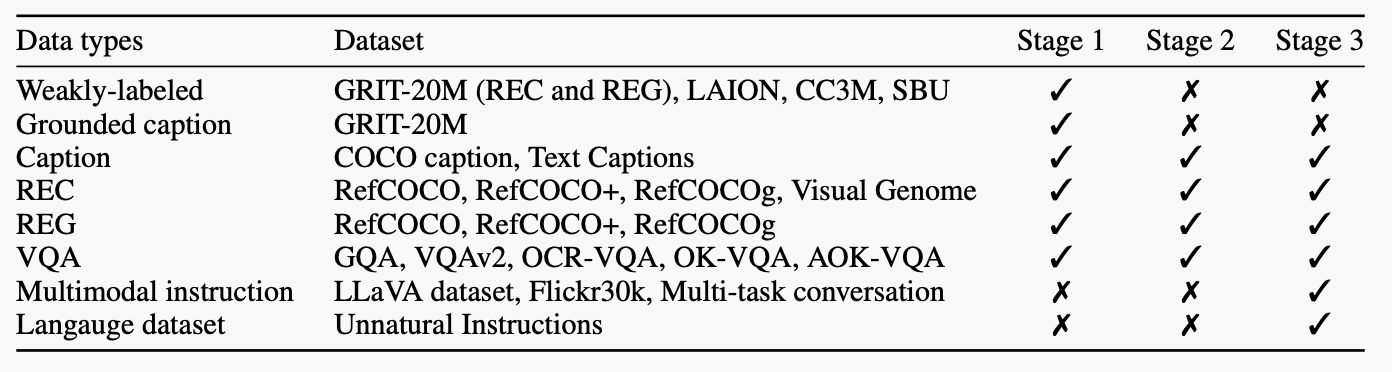 Data types Dataset Stage 1 Stage 2 Stage 3
Weakly-labeled GRIT-20M (REC and REG), LAION, CC3M, SBU ✓ ✗ ✗
Grounded caption GRIT-20M ✓ ✗ ✗
Caption COCO caption, Text Captions ✓ ✓ ✓
REC RefCOCO, RefCOCO+, RefCOCOg, Visual Genome ✓ ✓ ✓
REG RefCOCO, RefCOCO+, RefCOCOg ✓ ✓ ✓
VQA GQA, VQAv2, OCR-VQA, OK-VQA, AOK-VQA ✓ ✓ ✓
Multimodal instruction LLaVA dataset, Flickr30k, Multi-task conversation ✗ ✗ ✓
Langauge dataset Unnatural Instructions ✗ ✗ ✓